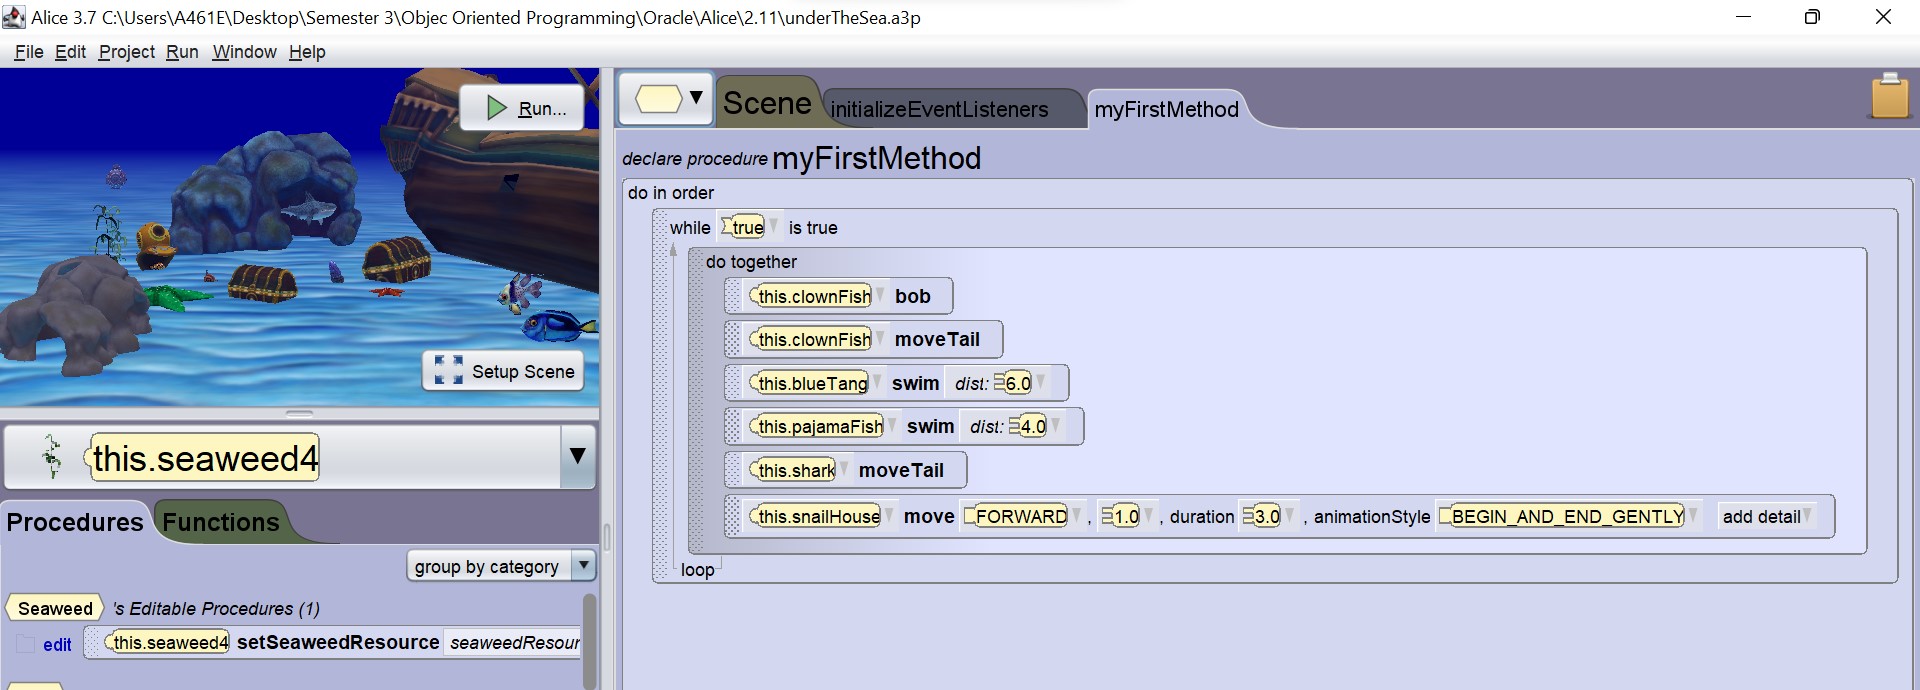 Alice 3.7 C:\Users\A461E\Desktop\Semester 3\Objec Oriented Programming\Oracle\Alice\2.11\underTheSea.a3p
File Edit Project Run Window Help
Run...
Setup Scene
this.seaweed4
Procedures Functions
group by category
Seaweed 's Editable Procedures (1)
edit this.seaweed4 setSeaweedResource seaweedResour
Scene initializeEventListeners myFirstMethod
declare procedure myFirstMethod
do in order
while true is true
do together
this.clownFish bob
this.clownFish moveTail
this.blueTang swim dist: 6.0
this.pajamaFish swim dist: 4.0
this.shark moveTail
this.snailHouse move FORWARD , 1.0 , duration 3.0 , animationStyle BEGIN_AND_END_GENTLY add detail
loop